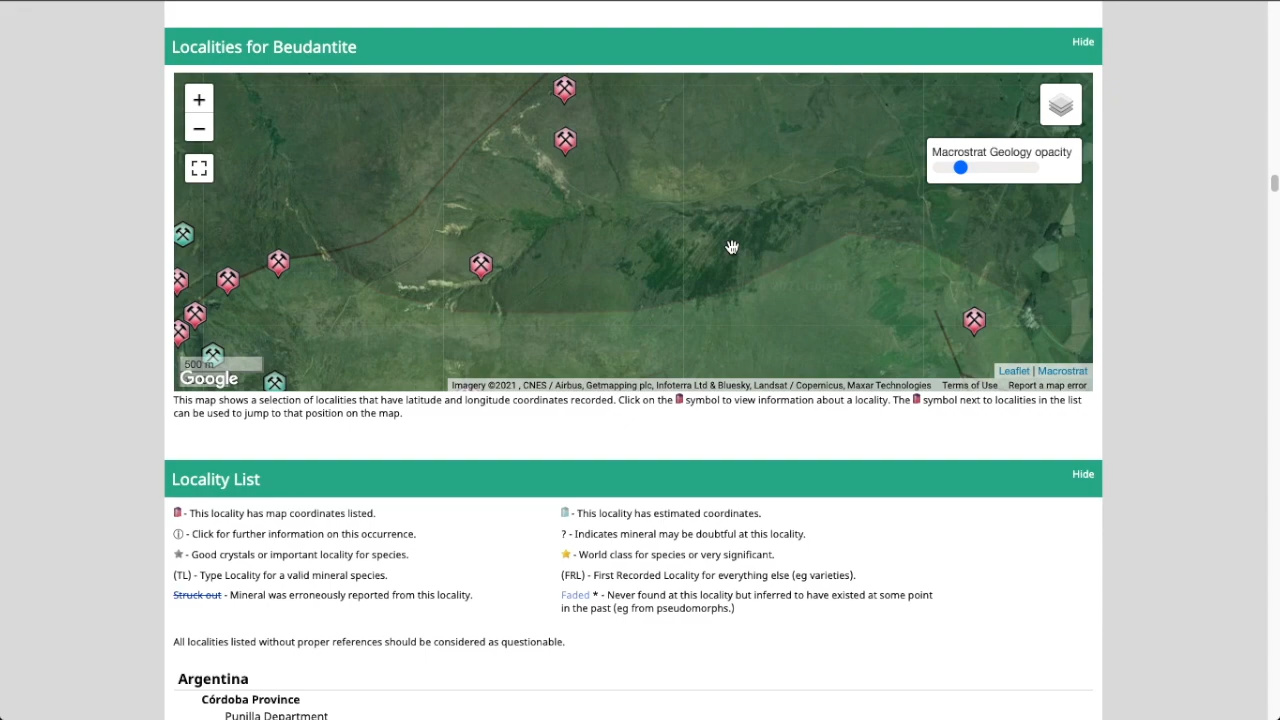 Localities for Beudantite
Hide
+
−
Macrostrat Geology opacity
500 m
Google
Leaflet | Macrostrat
Imagery ©2021 , CNES / Airbus, Getmapping plc, Infoterra Ltd & Bluesky, Landsat / Copernicus, Maxar Technologies
Terms of Use
Report a map error
This map shows a selection of localities that have latitude and longitude coordinates recorded. Click on the symbol to view information about a locality. The symbol next to localities in the list
can be used to jump to that position on the map.
Locality List
Hide
- This locality has map coordinates listed.
- This locality has estimated coordinates.
ⓘ - Click for further information on this occurrence.
? - Indicates mineral may be doubtful at this locality.
- Good crystals or important locality for species.
- World class for species or very significant.
(TL) - Type Locality for a valid mineral species.
(FRL) - First Recorded Locality for everything else (eg varieties).
Struck out - Mineral was erroneously reported from this locality.
Faded * - Never found at this locality but inferred to have existed at some point
in the past (eg from pseudomorphs.)
All localities listed without proper references should be considered as questionable.
Argentina
Córdoba Province
Punilla Department